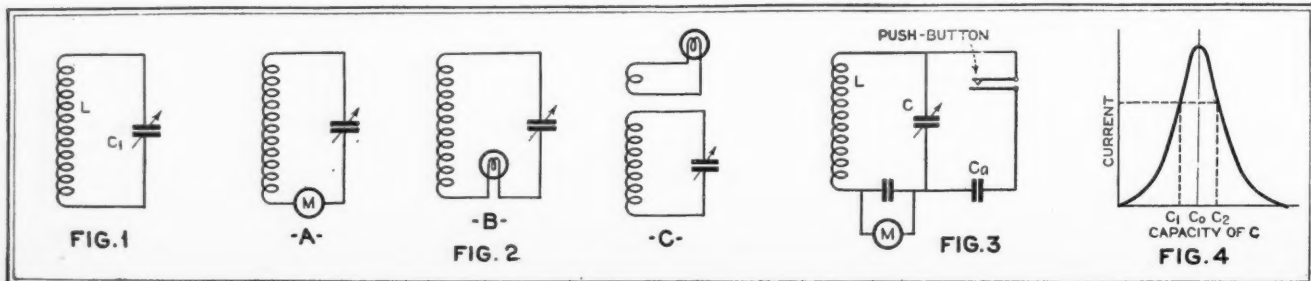 L
C1
FIG.1
M
-A-
-B-
FIG. 2
-C-
PUSH-BUTTON
L
C
Ca
M
FIG.3
CURRENT
C1 C0 C2
CAPACITY OF C
FIG.4